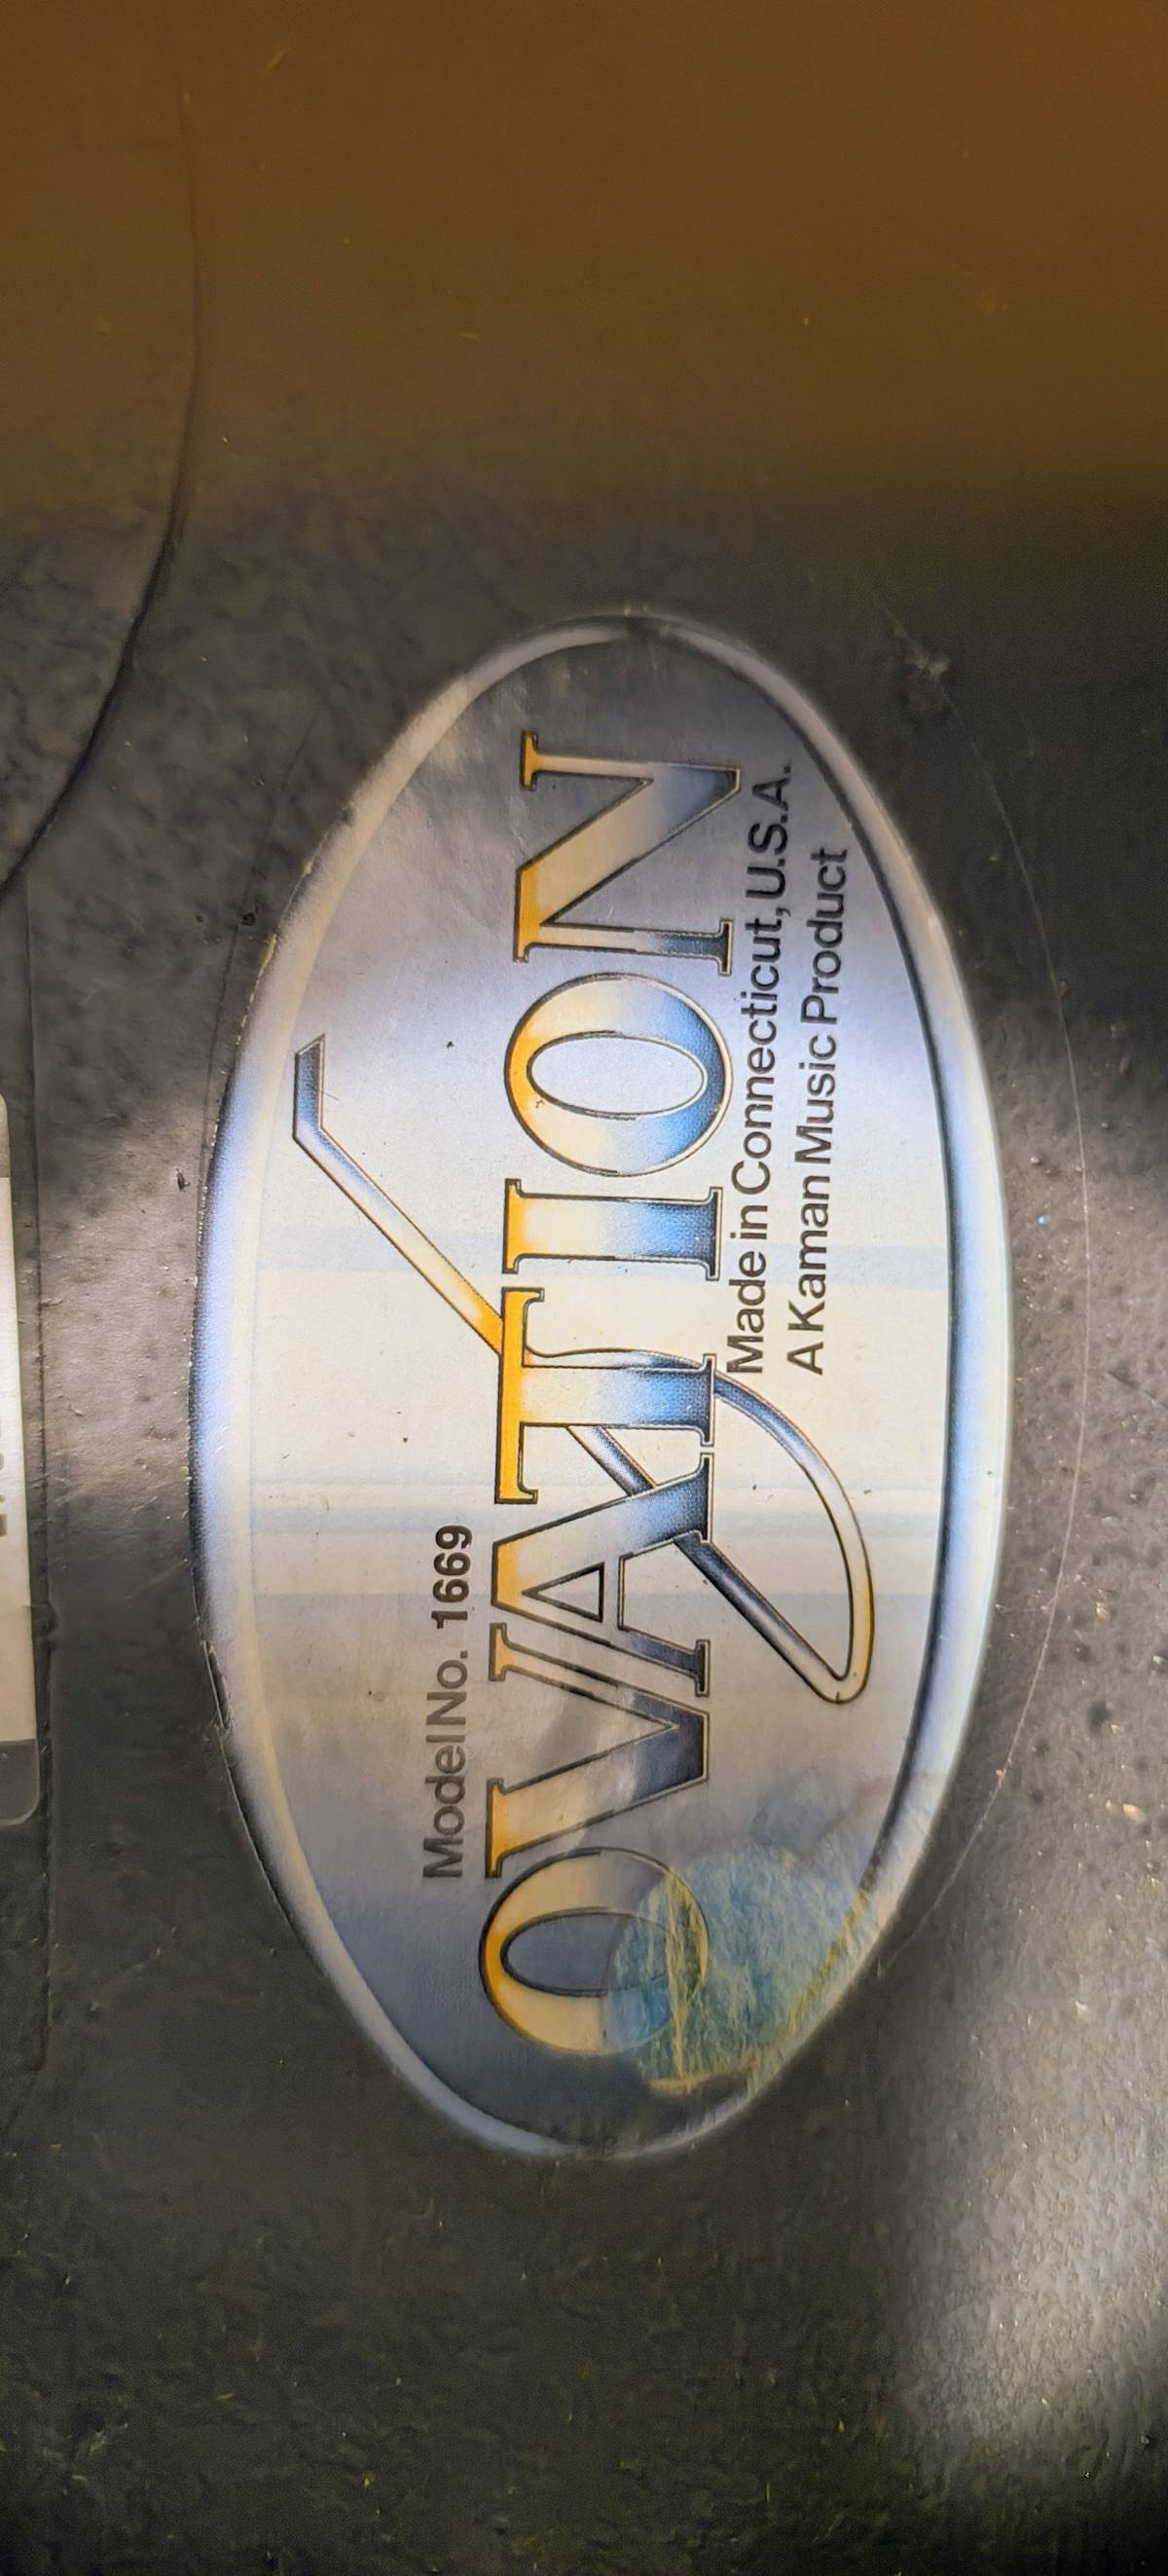 Model No. 1669
OVATION
Made in Connecticut, U.S.A.
A Kaman Music Product